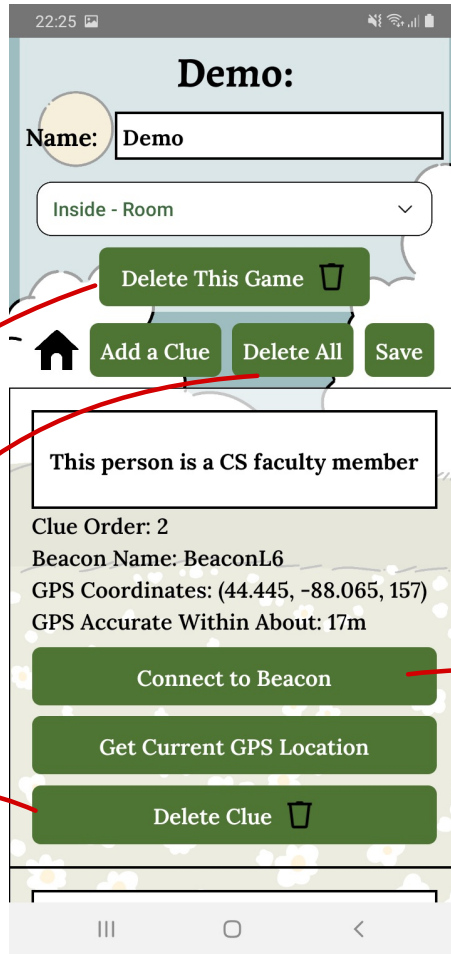 22:25
Demo:
Name: Demo
Inside - Room
Delete This Game
Add a Clue Delete All Save
This person is a CS faculty member
Clue Order: 2
Beacon Name: BeaconL6
GPS Coordinates: (44.445, -88.065, 157)
GPS Accurate Within About: 17m
Connect to Beacon
Get Current GPS Location
Delete Clue